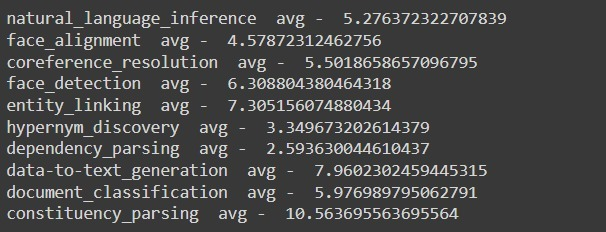 natural_language_inference  avg -  5.276372322707839
face_alignment  avg -  4.57872312462756
coreference_resolution  avg -  5.5018658657096795
face_detection  avg -  6.308804380464318
entity_linking  avg -  7.305156074880434
hypernym_discovery  avg -  3.349673202614379
dependency_parsing  avg -  2.593630044610437
data-to-text_generation  avg -  7.9602302459445315
document_classification  avg -  5.976989795062791
constituency_parsing  avg -  10.563695563695564